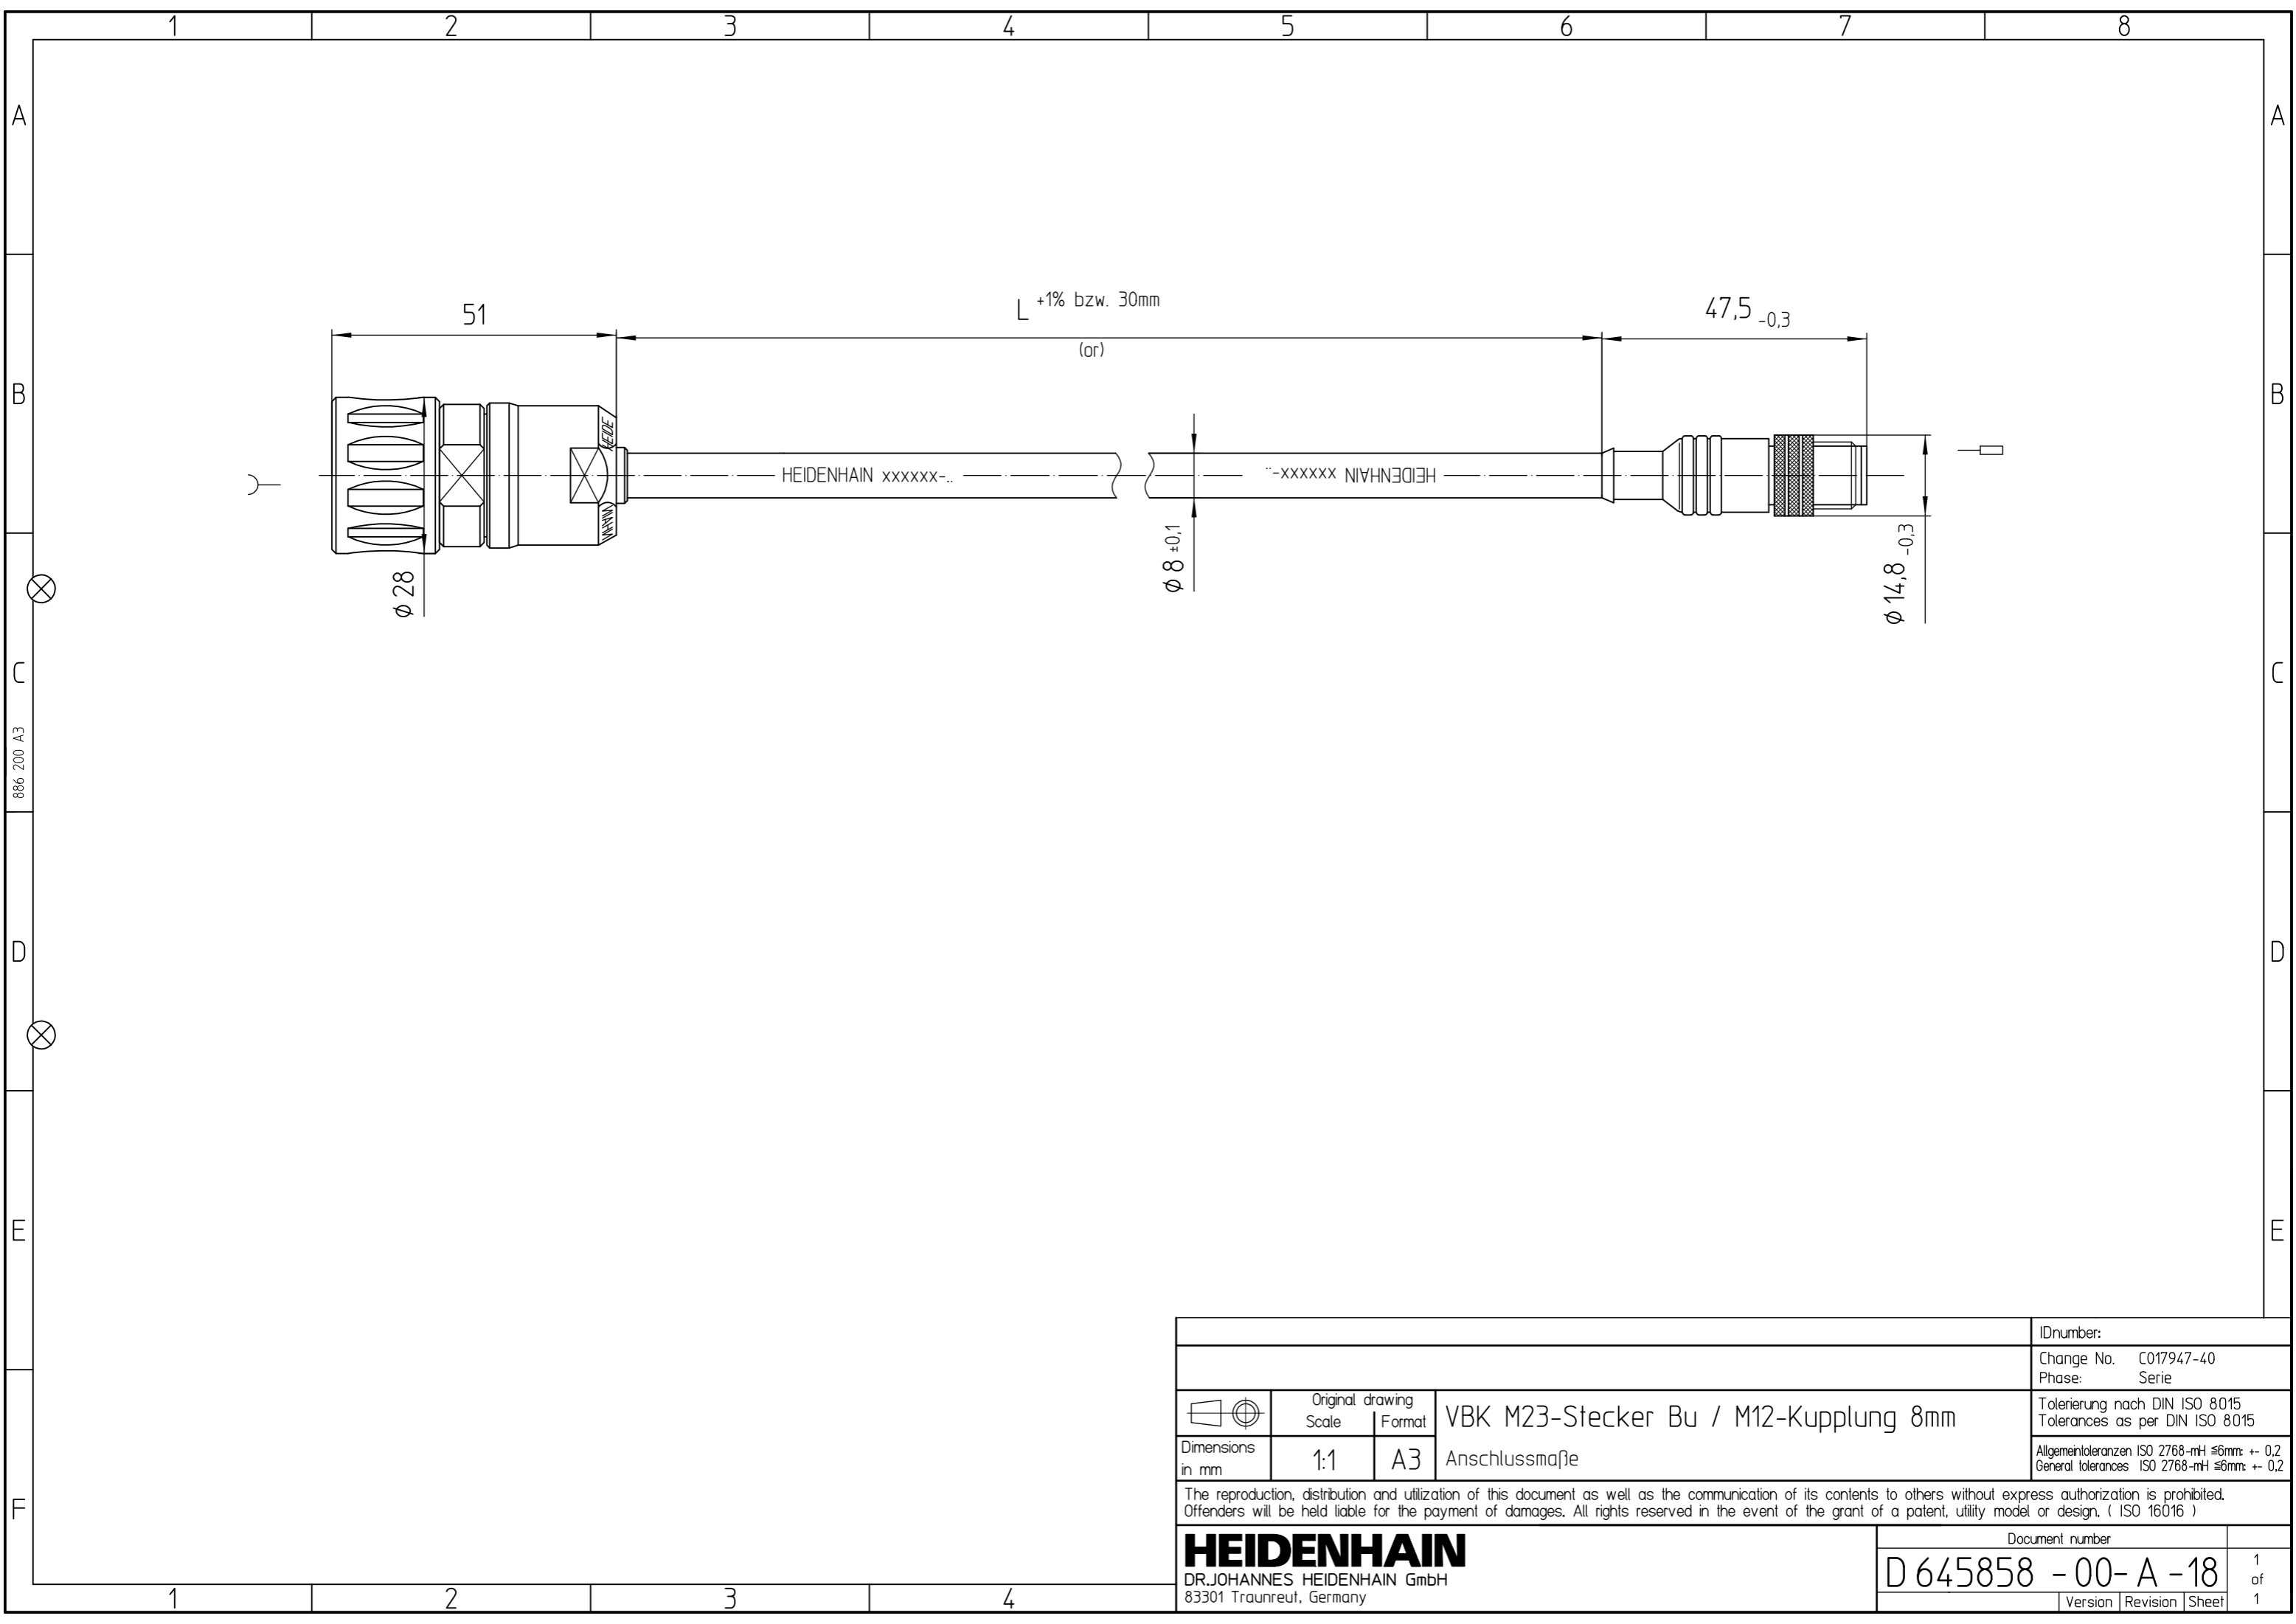 1 2 3 4 5 6 7 8
A A
51
L +1% bzw. 30mm
(or)
47,5 -0,3
B B
HEIDE
NHAIN
HEIDENHAIN xxxxxx-..
HEIDENHAIN xxxxxx-..
ϕ 28
ϕ 8 ±0,1
ϕ 14,8 -0,3
C C
886 200 A3
D D
E E
F
IDnumber:
Change No. C017947-40
Phase: Serie
Original drawing
Scale Format
VBK M23-Stecker Bu / M12-Kupplung 8mm
Tolerierung nach DIN ISO 8015
Tolerances as per DIN ISO 8015
Dimensions
in mm
1:1 A3
Anschlussmaße
Allgemeintoleranzen ISO 2768-mH ≤6mm: +- 0,2
General tolerances ISO 2768-mH ≤6mm: +- 0,2
The reproduction, distribution and utilization of this document as well as the communication of its contents to others without express authorization is prohibited.
Offenders will be held liable for the payment of damages. All rights reserved in the event of the grant of a patent, utility model or design. ( ISO 16016 )
HEIDENHAIN
DR.JOHANNES HEIDENHAIN GmbH
83301 Traunreut, Germany
Document number
D 645858 -00- A -18
Version Revision Sheet
1
of
1
1 2 3 4